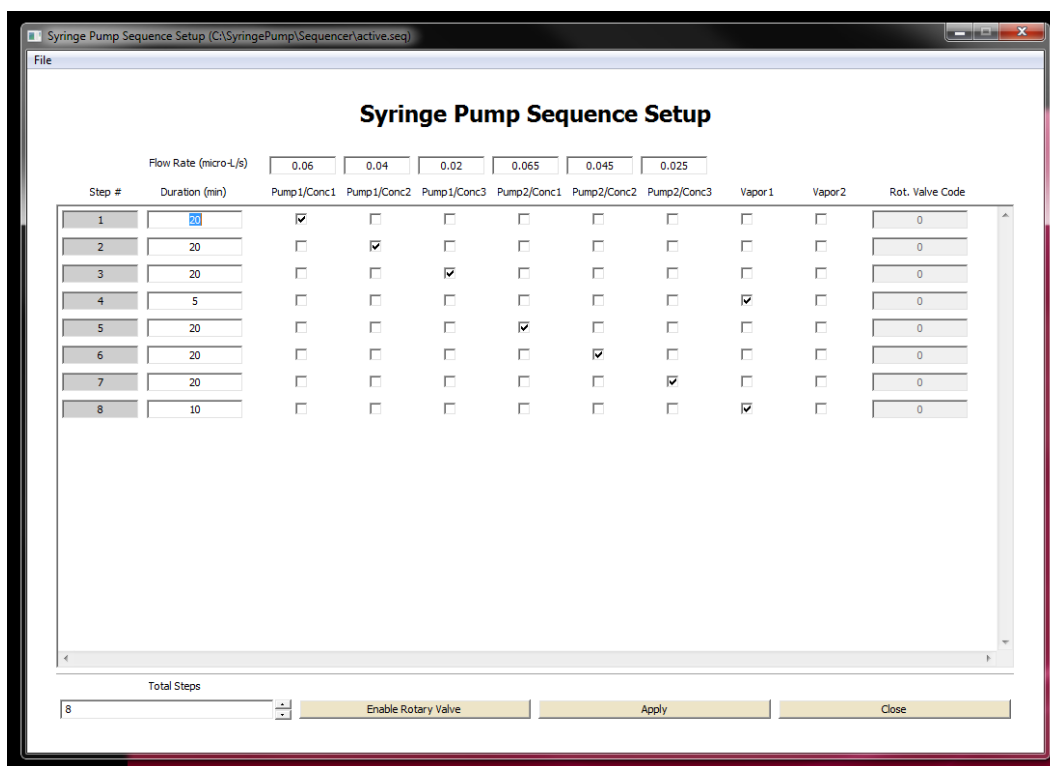 Syringe Pump Sequence Setup (C:\SyringePump\Sequencer\active.seq)
File
Syringe Pump Sequence Setup
Flow Rate (micro-L/s) 0.06 0.04 0.02 0.065 0.045 0.025
Step # Duration (min) Pump1/Conc1 Pump1/Conc2 Pump1/Conc3 Pump2/Conc1 Pump2/Conc2 Pump2/Conc3 Vapor1 Vapor2 Rot. Valve Code
1 20 0
2 20 0
3 20 0
4 5 0
5 20 0
6 20 0
7 20 0
8 10 0
Total Steps
8 Enable Rotary Valve Apply Close